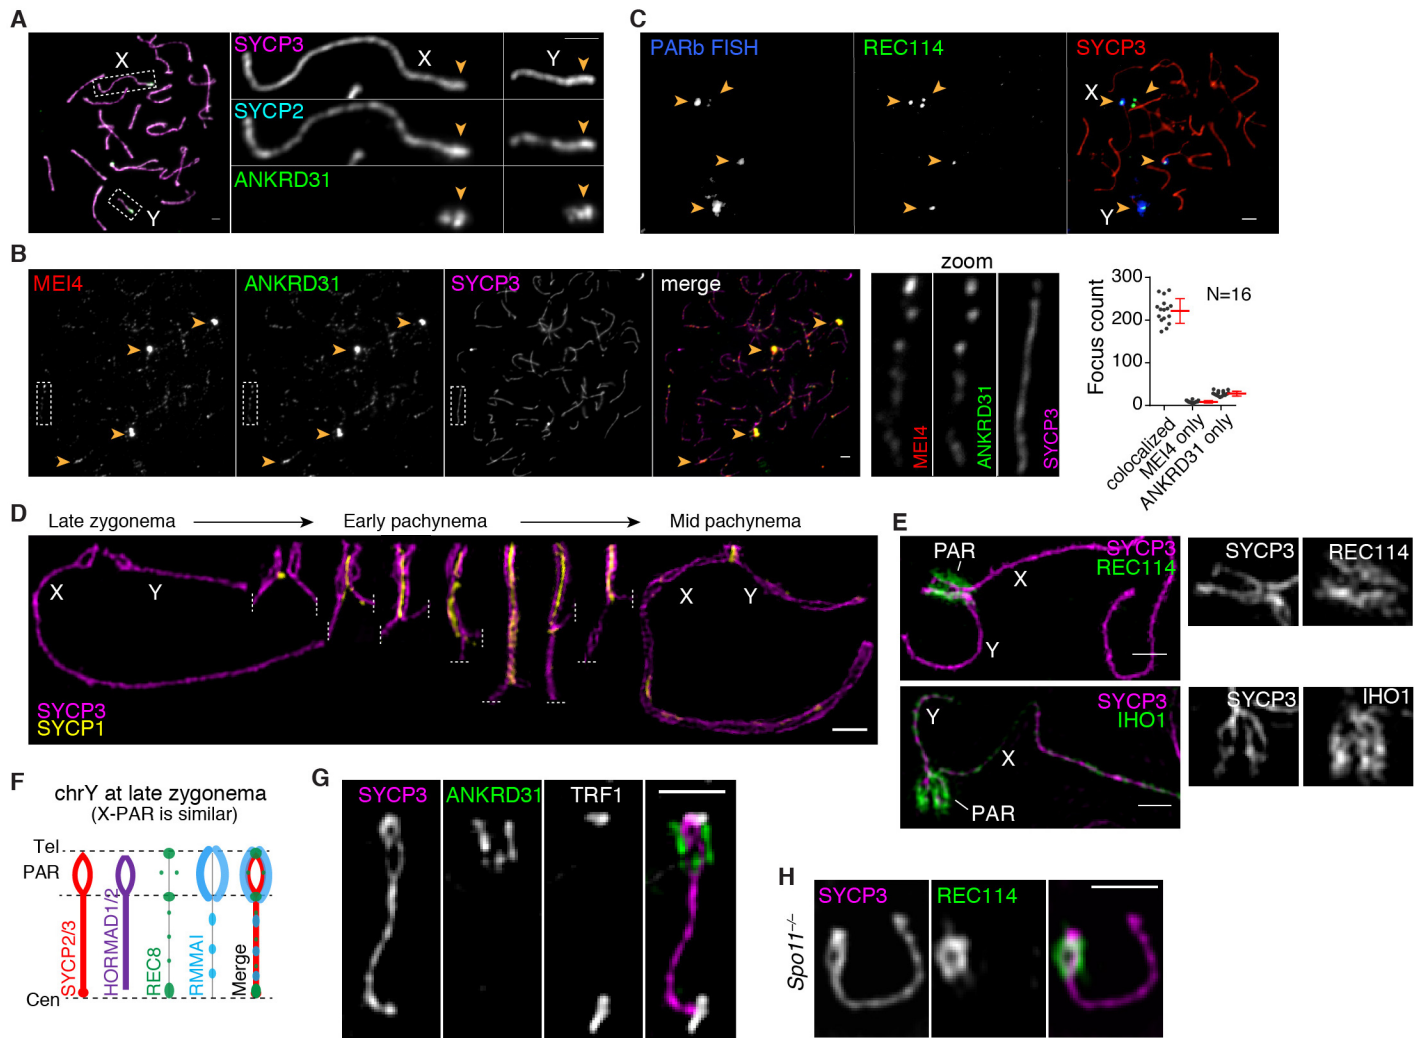 A
X
Y
SYCP3
X
Y
SYCP2
ANKRD31
C
PARb FISH
REC114
SYCP3
X
Y
B
MEI4
ANKRD31
SYCP3
merge
zoom
MEI4
ANKRD31
SYCP3
300
200
100
0
Focus count
N=16
colocalized
MEI4 only
ANKRD31 only
D
Late zygonema
Early pachynema
Mid pachynema
X
Y
X
Y
SYCP3
SYCP1
E
PAR
SYCP3
REC114
X
Y
SYCP3
REC114
SYCP3
IHO1
Y
X
PAR
SYCP3
IHO1
F
chrY at late zygonema
(X-PAR is similar)
Tel
PAR
Cen
SYCP2/3
HORMAD1/2
REC8
RMMAI
Merge
G
SYCP3
ANKRD31
TRF1
H
SYCP3
REC114
Spo11–/–